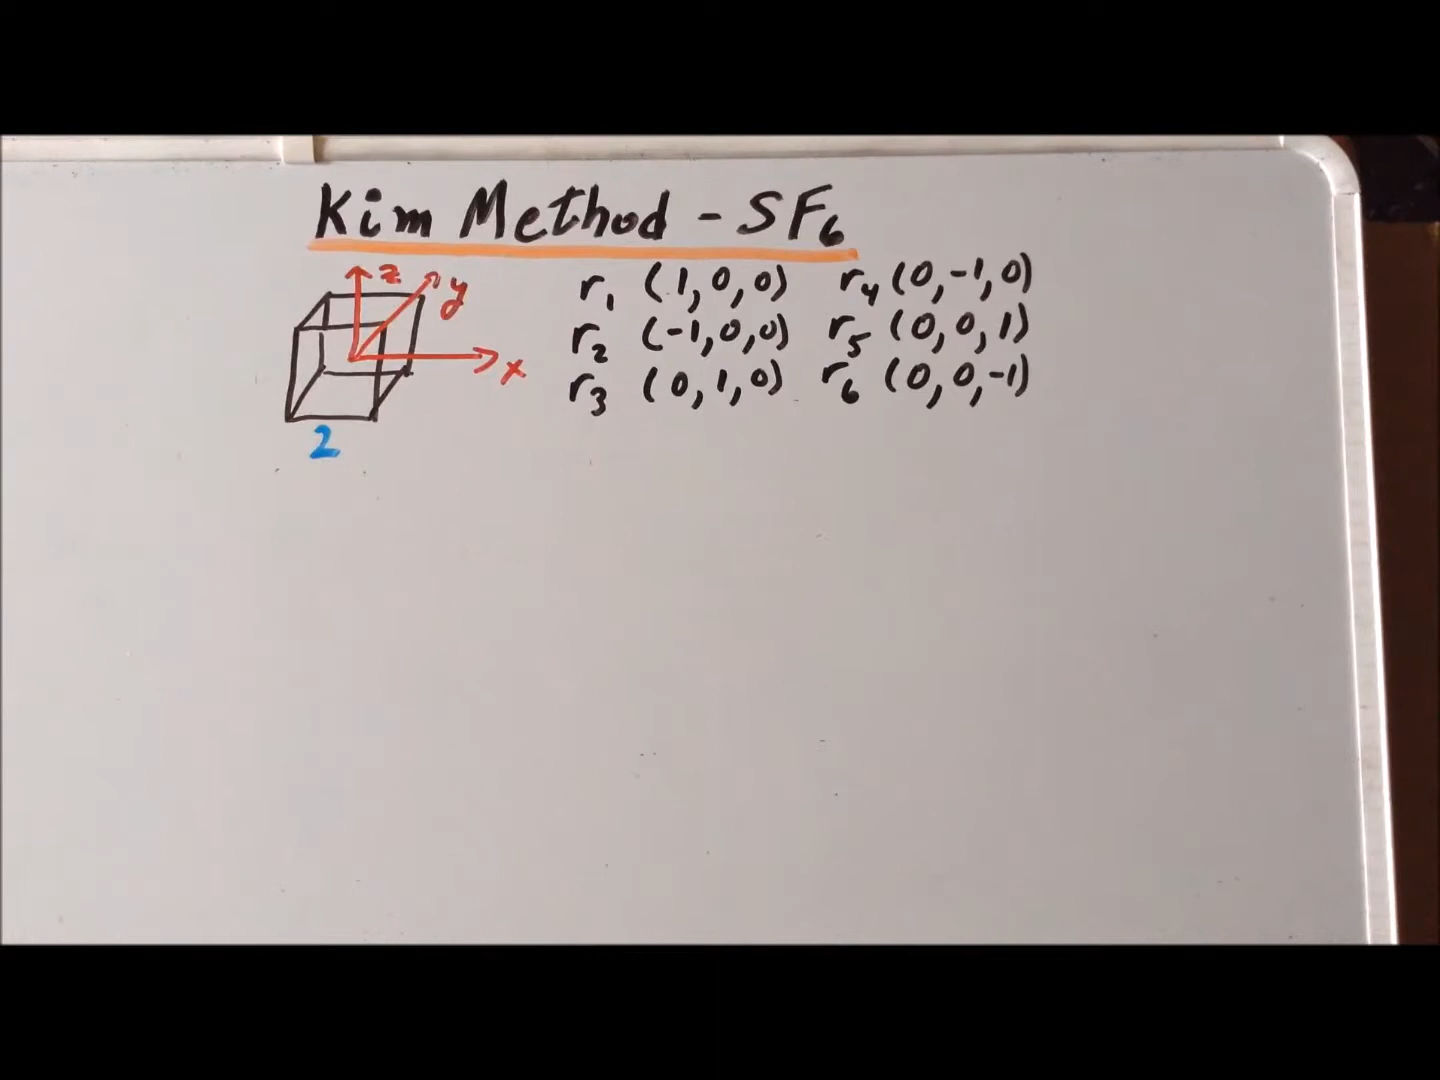 Kim Method - SF6
z
y
x
2
r1 (1,0,0) r4 (0,-1,0)
r2 (-1,0,0) r5 (0,0,1)
r3 (0,1,0) r6 (0,0,-1)